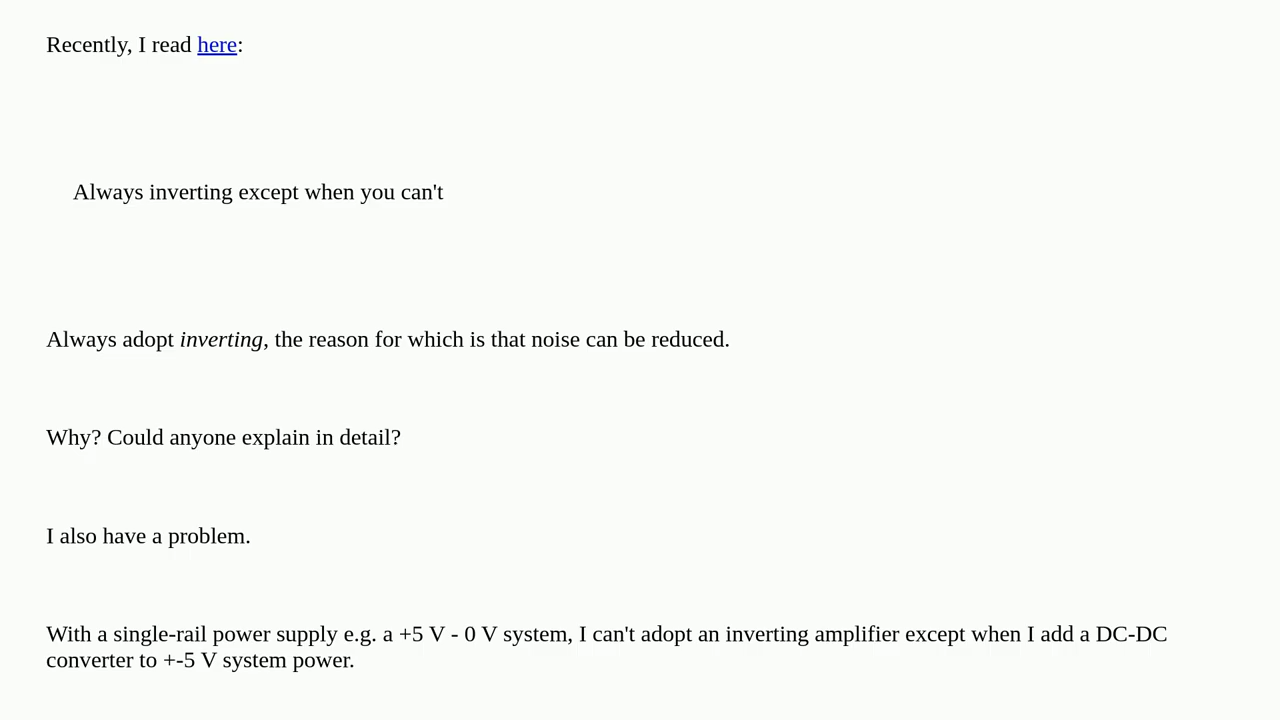 Recently, I read here:
Always inverting except when you can't
Always adopt inverting, the reason for which is that noise can be reduced.
Why? Could anyone explain in detail?
I also have a problem.
With a single-rail power supply e.g. a +5 V - 0 V system, I can't adopt an inverting amplifier except when I add a DC-DC
converter to +-5 V system power.